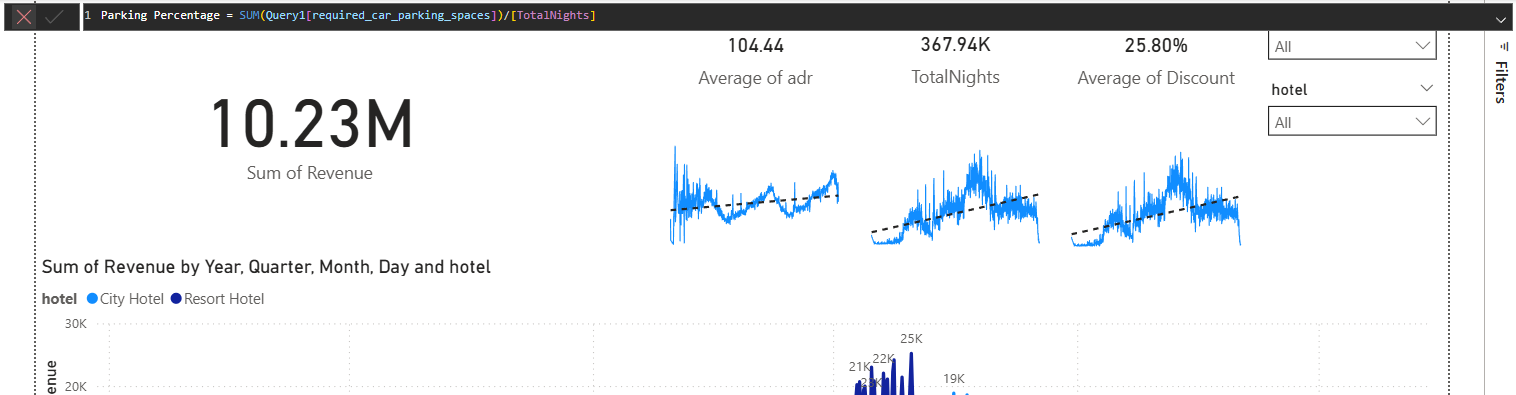 1 Parking Percentage = SUM(Query1[required_car_parking_spaces])/[TotalNights]
104.44
Average of adr
367.94K
TotalNights
25.80%
Average of Discount
All
hotel
All
Filters
10.23M
Sum of Revenue
Sum of Revenue by Year, Quarter, Month, Day and hotel
hotel City Hotel Resort Hotel
30K
20K
enue
25K
22K
21K
19K